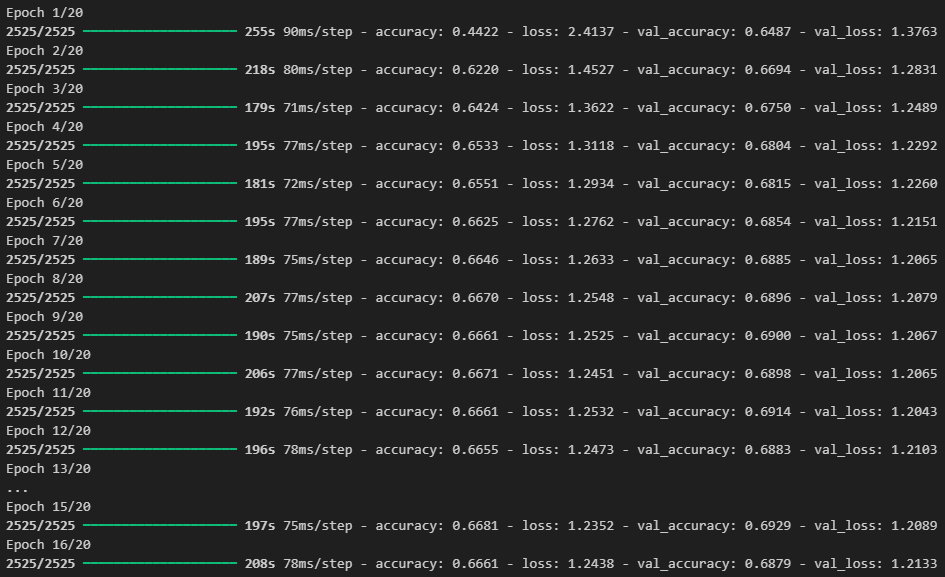 Epoch 1/20
2525/2525 ━━━━━━━━━━━━━━━━━━━━ 255s 90ms/step - accuracy: 0.4422 - loss: 2.4137 - val_accuracy: 0.6487 - val_loss: 1.3763
Epoch 2/20
2525/2525 ━━━━━━━━━━━━━━━━━━━━ 218s 80ms/step - accuracy: 0.6220 - loss: 1.4527 - val_accuracy: 0.6694 - val_loss: 1.2831
Epoch 3/20
2525/2525 ━━━━━━━━━━━━━━━━━━━━ 179s 71ms/step - accuracy: 0.6424 - loss: 1.3622 - val_accuracy: 0.6750 - val_loss: 1.2489
Epoch 4/20
2525/2525 ━━━━━━━━━━━━━━━━━━━━ 195s 77ms/step - accuracy: 0.6533 - loss: 1.3118 - val_accuracy: 0.6804 - val_loss: 1.2292
Epoch 5/20
2525/2525 ━━━━━━━━━━━━━━━━━━━━ 181s 72ms/step - accuracy: 0.6551 - loss: 1.2934 - val_accuracy: 0.6815 - val_loss: 1.2260
Epoch 6/20
2525/2525 ━━━━━━━━━━━━━━━━━━━━ 195s 77ms/step - accuracy: 0.6625 - loss: 1.2762 - val_accuracy: 0.6854 - val_loss: 1.2151
Epoch 7/20
2525/2525 ━━━━━━━━━━━━━━━━━━━━ 189s 75ms/step - accuracy: 0.6646 - loss: 1.2633 - val_accuracy: 0.6885 - val_loss: 1.2065
Epoch 8/20
2525/2525 ━━━━━━━━━━━━━━━━━━━━ 207s 77ms/step - accuracy: 0.6670 - loss: 1.2548 - val_accuracy: 0.6896 - val_loss: 1.2079
Epoch 9/20
2525/2525 ━━━━━━━━━━━━━━━━━━━━ 190s 75ms/step - accuracy: 0.6661 - loss: 1.2525 - val_accuracy: 0.6900 - val_loss: 1.2067
Epoch 10/20
2525/2525 ━━━━━━━━━━━━━━━━━━━━ 206s 77ms/step - accuracy: 0.6671 - loss: 1.2451 - val_accuracy: 0.6898 - val_loss: 1.2065
Epoch 11/20
2525/2525 ━━━━━━━━━━━━━━━━━━━━ 192s 76ms/step - accuracy: 0.6661 - loss: 1.2532 - val_accuracy: 0.6914 - val_loss: 1.2043
Epoch 12/20
2525/2525 ━━━━━━━━━━━━━━━━━━━━ 196s 78ms/step - accuracy: 0.6655 - loss: 1.2473 - val_accuracy: 0.6883 - val_loss: 1.2103
Epoch 13/20
...
Epoch 15/20
2525/2525 ━━━━━━━━━━━━━━━━━━━━ 197s 75ms/step - accuracy: 0.6681 - loss: 1.2352 - val_accuracy: 0.6929 - val_loss: 1.2089
Epoch 16/20
2525/2525 ━━━━━━━━━━━━━━━━━━━━ 208s 78ms/step - accuracy: 0.6661 - loss: 1.2438 - val_accuracy: 0.6879 - val_loss: 1.2133